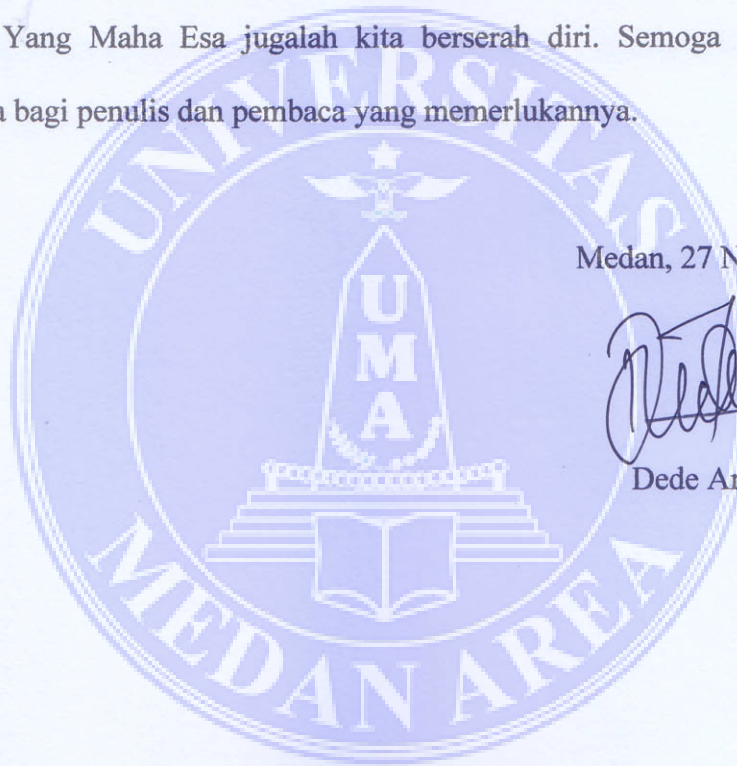 Yang Maha Esa jugalah kita berserah diri. Semoga
bagi penulis dan pembaca yang memerlukannya.
UNIVERSITAS
UMA
Medan, 27
Dede
MEDAN AREA